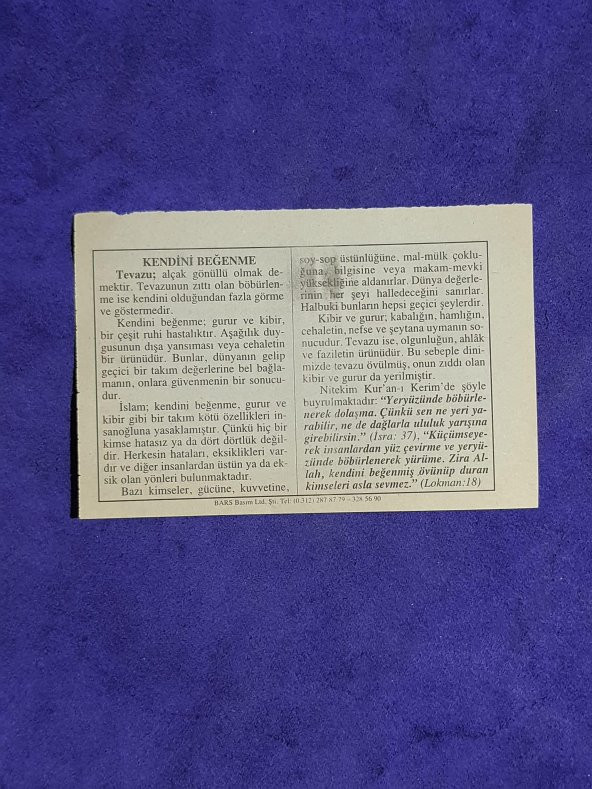 KENDİNİ BEĞENME
Tevazu; alçak gönüllü olmak de-
mektir. Tevazunun zıttı olan böbürlen-
me ise kendini olduğundan fazla görme
ve göstermedir.
Kendini beğenme; gurur ve kibir,
bir çeşit ruhi hastalıktır. Aşağılık duy-
gusunun dışa yansıması veya cehaletin
bir ürünüdür. Bunlar, dünyanın gelip
geçici bir takım değerlerine bel bağla-
manın, onlara güvenmenin bir sonucu-
dur.
İslam; kendini beğenme, gurur ve
kibir gibi bir takım kötü özellikleri in-
sanoğluna yasaklamıştır. Çünkü hiç bir
kimse hatasız ya da dört dörtlük değil-
dir. Herkesin hataları, eksiklikleri var-
dır ve diğer insanlardan üstün ya da ek-
sik olan yönleri bulunmaktadır.
Bazı kimseler, gücüne, kuvvetine,
soy-sop üstünlüğüne, mal-mülk çoklu-
ğuna, bilgisine veya makam-mevki
yüksekliğine aldanırlar. Dünya değerle-
rinin her şeyi halledeceğini sanırlar.
Halbuki bunların hepsi geçici şeylerdir.
Kibir ve gurur; kabalığın, hamlığın,
cehaletin, nefse ve şeytana uymanın so-
nucudur. Tevazu ise, olgunluğun, ahlâk
ve faziletin ürünüdür. Bu sebeple dini-
mizde tevazu övülmüş, onun zıddı olan
kibir ve gurur da yerilmiştir.
Nitekim Kur'an-ı Kerim'de şöyle
buyrulmaktadır: “Yeryüzünde böbürle-
nerek dolaşma. Çünkü sen ne yeri ya-
rabilir, ne de dağlarla ululuk yarışına
girebilirsin.” (İsra: 37), “Küçümseye-
rek insanlardan yüz çevirme ve yeryü-
zünde böbürlenerek yürüme. Zira Al-
lah, kendini beğenmiş övünüp duran
kimseleri asla sevmez.” (Lokman:18)
BARS Basım Ltd. Şti. Tel: (0.312) 287 87 79 – 328 56 90